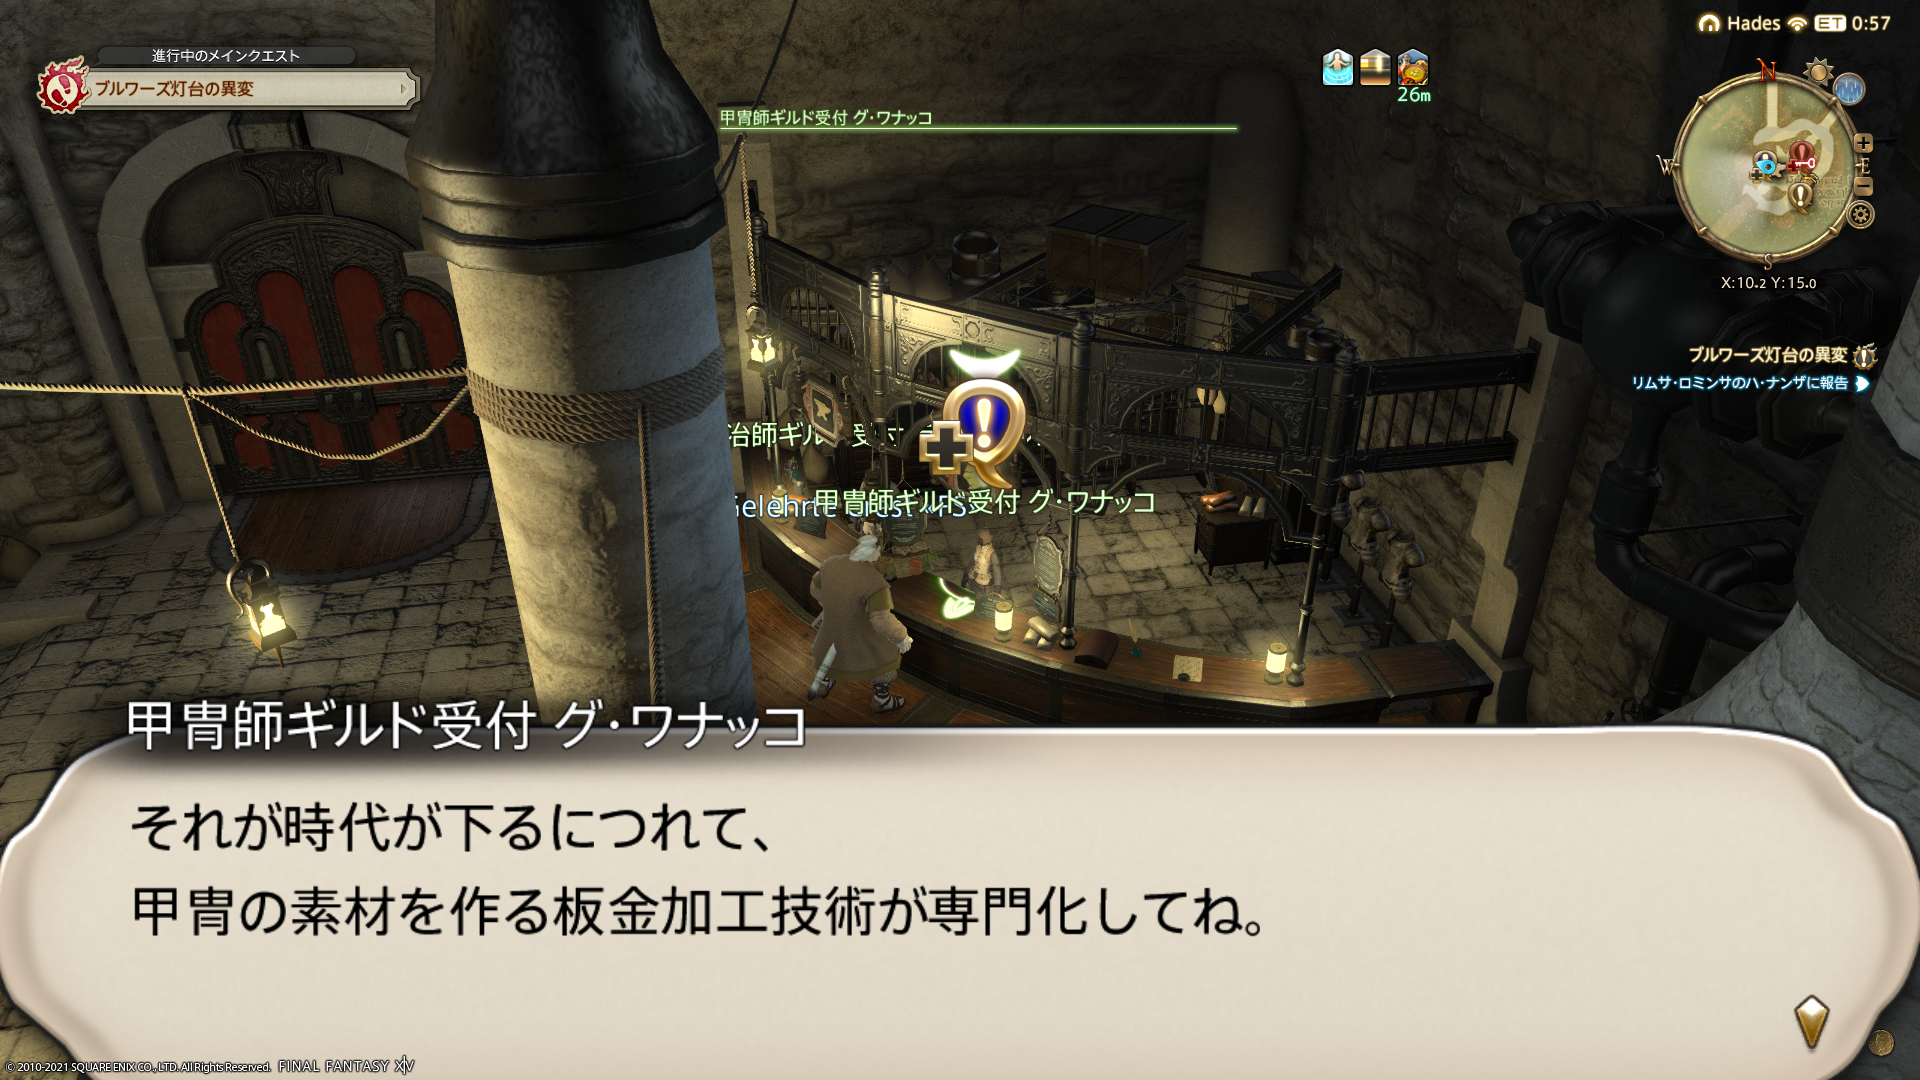 進行中のメインクエスト
ブルワーズ灯台の異変
甲冑師ギルド受付 グ・ワナッコ
26m
Hades ET 0:57
N
W
E
S
X:10.2 Y:15.0
ブルワーズ灯台の異変
リムサ・ロミンサのハ・ナンザに報告
甲冑師ギルド受付 グ・ワナッコ
甲冑師ギルド受付 グ・ワナッコ
それが時代が下るにつれて、
甲冑の素材を作る板金加工技術が専門化してね。
© 2010-2021 SQUARE ENIX CO., LTD. All Rights Reserved. FINAL FANTASY XIV